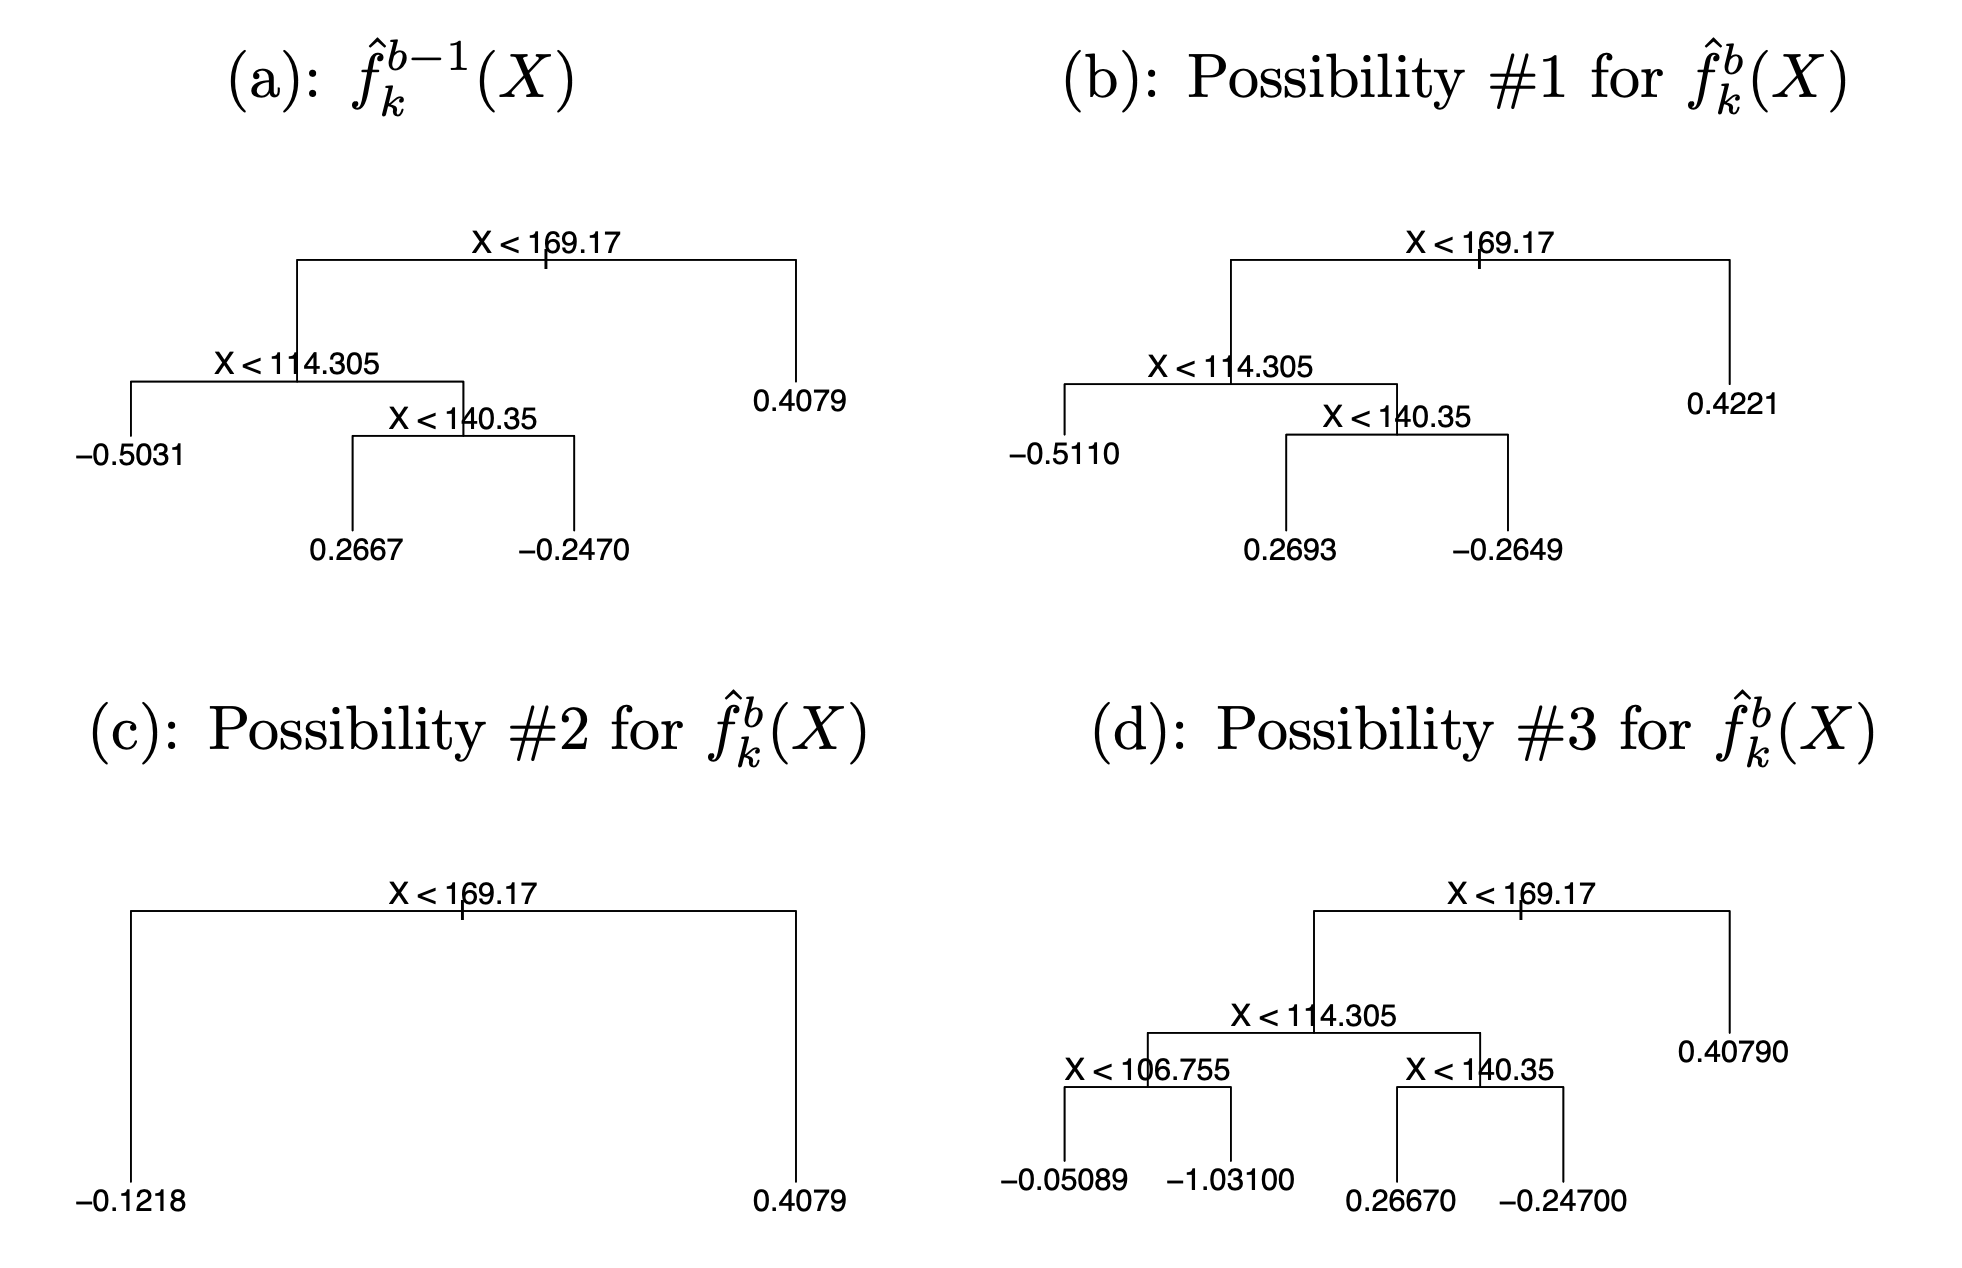 (a): $\hat{f}_k^{b-1}(X)$
X < 169.17
X < 114.305
0.4079
X < 140.35
−0.5031
0.2667
−0.2470
(b): Possibility #1 for $\hat{f}_k^b(X)$
X < 169.17
X < 114.305
0.4221
X < 140.35
−0.5110
0.2693
−0.2649
(c): Possibility #2 for $\hat{f}_k^b(X)$
X < 169.17
−0.1218
0.4079
(d): Possibility #3 for $\hat{f}_k^b(X)$
X < 169.17
X < 114.305
0.40790
X < 106.755
X < 140.35
−0.05089
−1.03100
0.26670
−0.24700